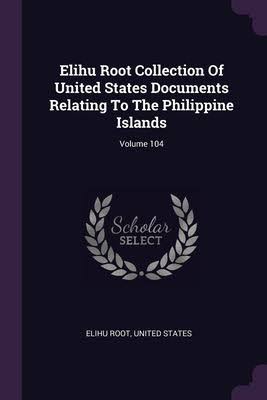 Elihu Root Collection Of
United States Documents
Relating To The Philippine
Islands
Volume 104
Scholar
SELECT
ELIHU ROOT, UNITED STATES